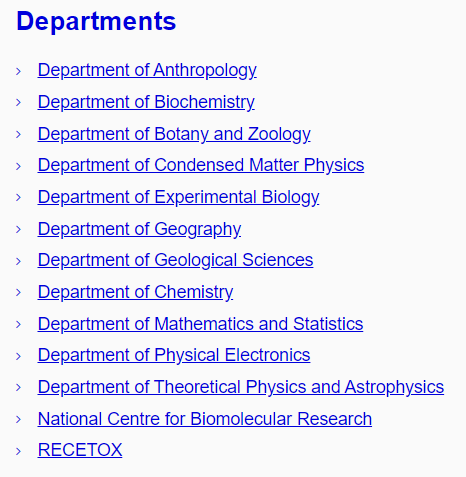 Departments
Department of Anthropology
Department of Biochemistry
Department of Botany and Zoology
Department of Condensed Matter Physics
Department of Experimental Biology
Department of Geography
Department of Geological Sciences
Department of Chemistry
Department of Mathematics and Statistics
Department of Physical Electronics
Department of Theoretical Physics and Astrophysics
National Centre for Biomolecular Research
RECETOX